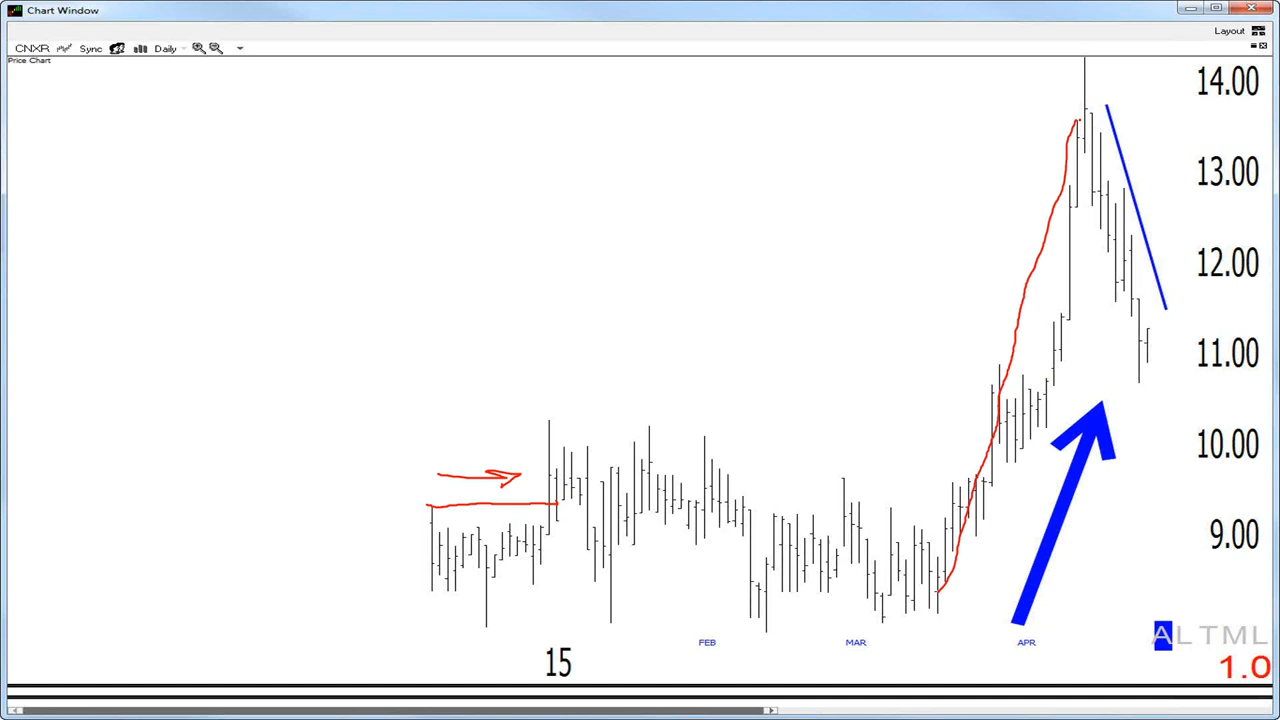 Chart Window
Layout
CNXR Sync Daily
Price Chart
14.00
13.00
12.00
11.00
10.00
9.00
FEB MAR APR
15
ALTML
1.0